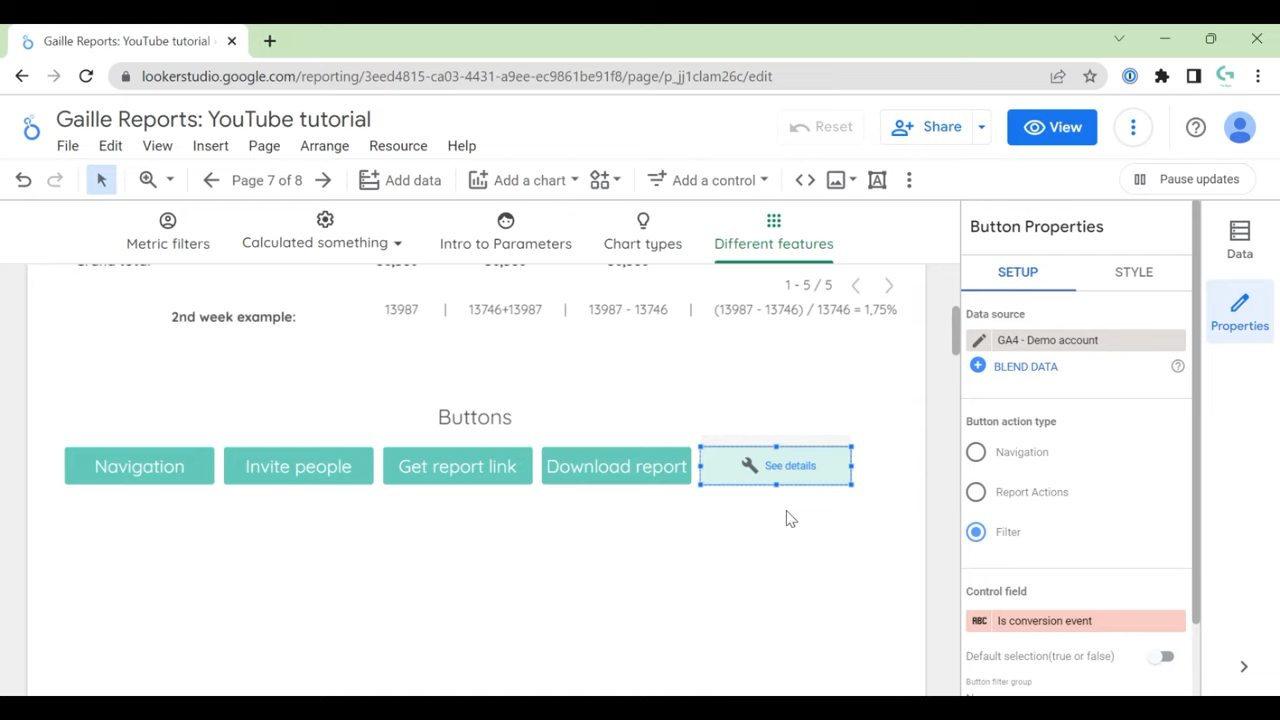 Gaille Reports: YouTube tutorial
lookerstudio.google.com/reporting/3eed4815-ca03-4431-a9ee-ec9861be91f8/page/p_jj1clam26c/edit
Gaille Reports: YouTube tutorial
Reset
Share
View
File Edit View Insert Page Arrange Resource Help
Page 7 of 8
Add data
Add a chart
Add a control
Pause updates
Metric filters
Calculated something
Intro to Parameters
Chart types
Different features
1 - 5 / 5
2nd week example: 13987 | 13746+13987 | 13987 - 13746 | (13987 - 13746) / 13746 = 1,75%
Buttons
Navigation
Invite people
Get report link
Download report
See details
Button Properties
SETUP STYLE
Data source
GA4 - Demo account
BLEND DATA
Button action type
Navigation
Report Actions
Filter
Control field
ABC Is conversion event
Default selection(true or false)
Button filter group
Data
Properties